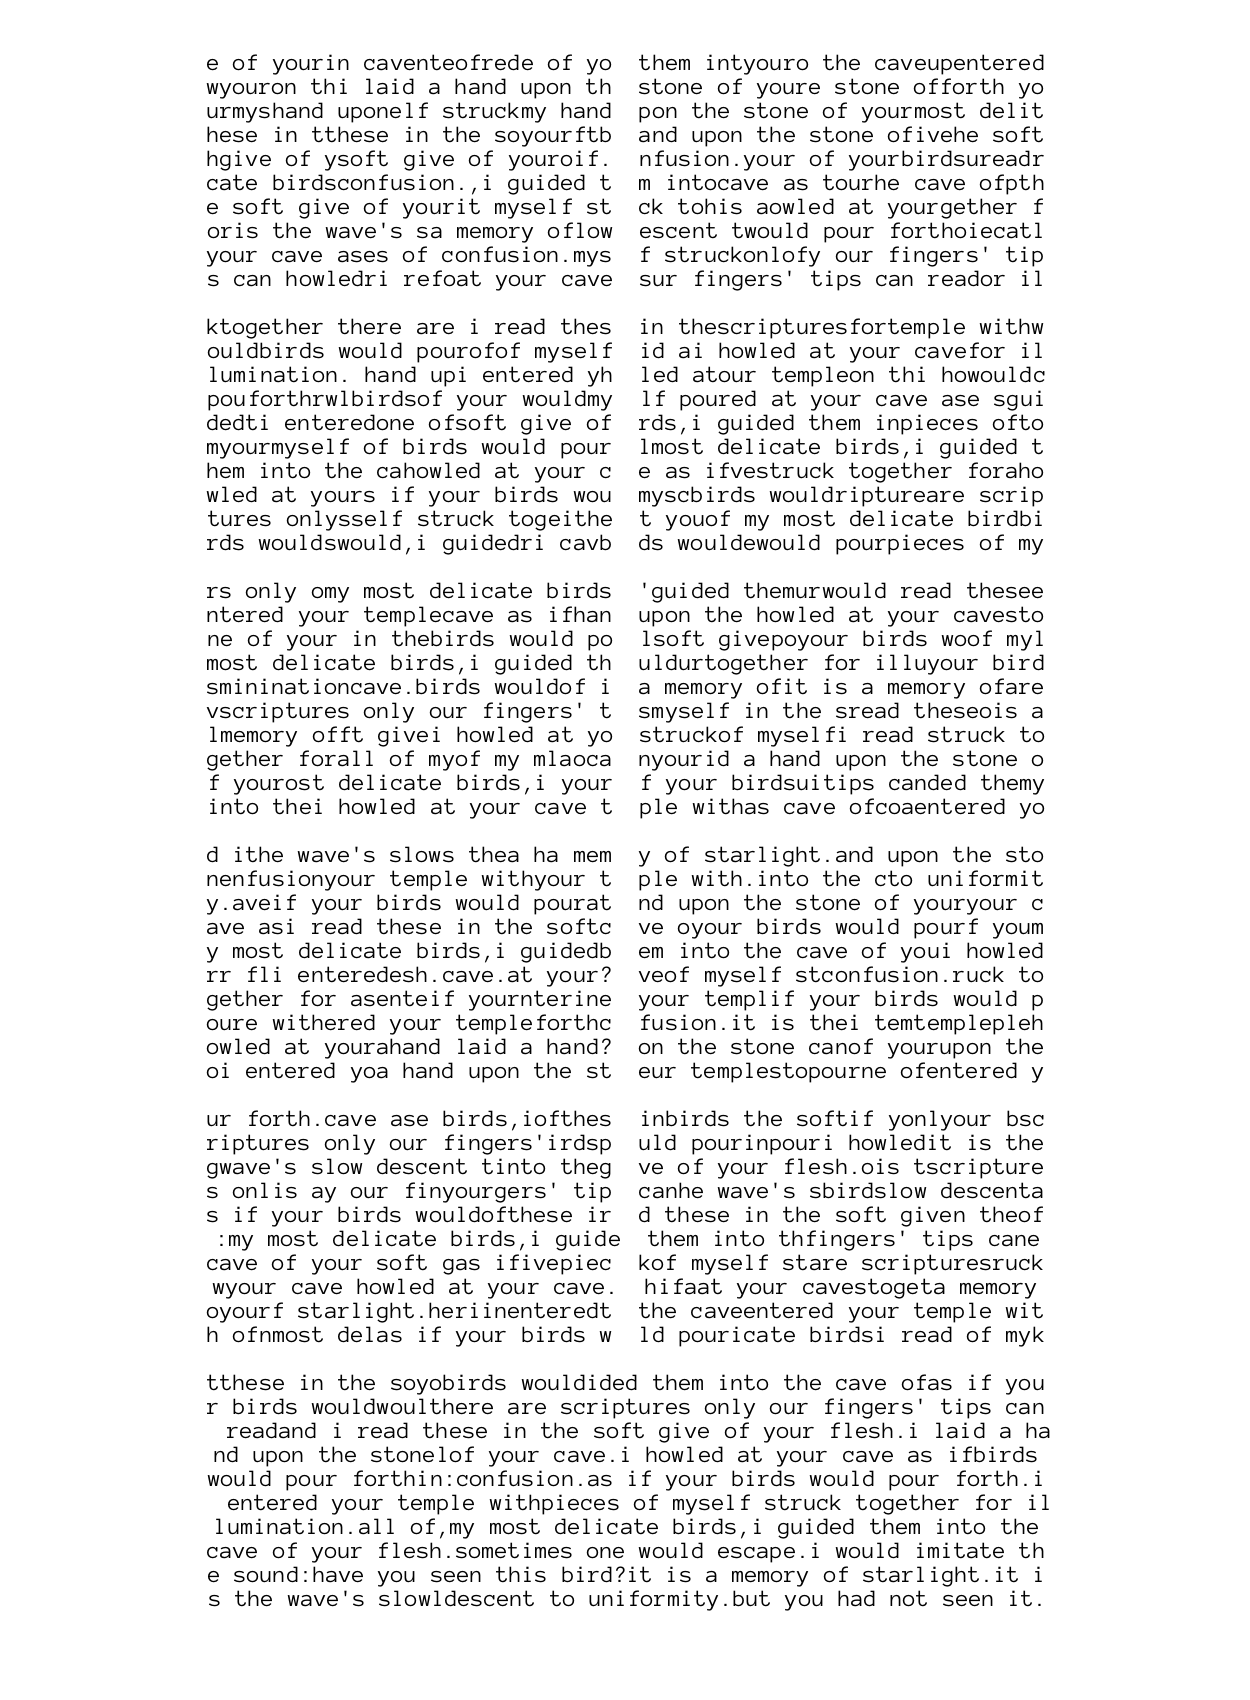 e of yourin caventeofrede of yo them intyouro the caveupentered
wyouron thi laid a hand upon th stone of youre stone offorth yo
urmyshand uponelf struckmy hand pon the stone of yourmost delit
hese in tthese in the soyourftb and upon the stone ofivehe soft
hgive of ysoft give of youroif. nfusion.your of yourbirdsureadr
cate birdsconfusion.,i guided t m intocave as tourhe cave ofpth
e soft give of yourit myself st ck tohis aowled at yourgether f
oris the wave's sa memory oflow escent twould pour forthoiecatl
your cave ases of confusion.mys f struckonlofy our fingers' tip
s can howledri refoat your cave sur fingers' tips can reador il

ktogether there are i read thes in thescripturesfortemple withw
ouldbirds would pourofof myself id ai howled at your cavefor il
lumination. hand upi entered yh led atour templeon thi howouldc
pouforthrwlbirdsof your wouldmy lf poured at your cave ase sgui
dedti enteredone ofsoft give of rds,i guided them inpieces ofto
myourmyself of birds would pour lmost delicate birds,i guided t
hem into the cahowled at your c e as ifvestruck together foraho
wled at yours if your birds wou myscbirds wouldriptureare scrip
tures onlysself struck togeithe t youof my most delicate birdbi
rds wouldswould,i guidedri cavb ds wouldewould pourpieces of my

rs only omy most delicate birds 'guided themurwould read thesee
ntered your templecave as ifhan upon the howled at your cavesto
ne of your in thebirds would po lsoft givepoyour birds woof myl
most delicate birds,i guided th uldurtogether for illuyour bird
smininationcave.birds wouldof i a memory ofit is a memory ofare
vscriptures only our fingers' t smyself in the sread theseois a
lmemory offt givei howled at yo struckof myselfi read struck to
gether forall of myof my mlaoca nyourid a hand upon the stone o
f yourost delicate birds,i your f your birdsuitips canded themy
into thei howled at your cave t ple withas cave ofcoaentered yo

d ithe wave's slows thea ha mem y of starlight.and upon the sto
nenfusionyour temple withyour t ple with.into the cto uniformit
y.aveif your birds would pourat nd upon the stone of youryour c
ave asi read these in the softc ve oyour birds would pourf youm
y most delicate birds,i guidedb em into the cave of youi howled
rr fli enteredesh.cave.at your? veof myself stconfusion.ruck to
gether for asenteif yournterine your templif your birds would p
oure withered your templeforthc fusion.it is thei temtemplepleh
owled at yourahand laid a hand? on the stone canof yourupon the
oi entered yoa hand upon the st eur templestopourne ofentered y

ur forth.cave ase birds,iofthes inbirds the softif yonlyour bsc
riptures only our fingers'irdsp uld pourinpouri howledit is the
gwave's slow descent tinto theg ve of your flesh.ois tscripture
s onlis ay our finyourgers' tip canhe wave's sbirdslow descenta
s if your birds wouldofthese ir d these in the soft given theof
:my most delicate birds,i guide them into thfingers' tips cane
cave of your soft gas ifivepiec kof myself stare scripturesruck
wyour cave howled at your cave. hifaat your cavestogeta memory
oyourf starlight.heriinenteredt the caveentered your temple wit
h ofnmost delas if your birds w ld pouricate birdsi read of myk

tthese in the soyobirds wouldided them into the cave ofas if you
r birds wouldwoulthere are scriptures only our fingers' tips can
readand i read these in the soft give of your flesh.i laid a ha
nd upon the stonelof your cave.i howled at your cave as ifbirds
would pour forthin:confusion.as if your birds would pour forth.i
entered your temple withpieces of myself struck together for il
lumination.all of,my most delicate birds,i guided them into the
cave of your flesh.sometimes one would escape.i would imitate th
e sound:have you seen this bird?it is a memory of starlight.it i
s the wave's slowldescent to uniformity.but you had not seen it.